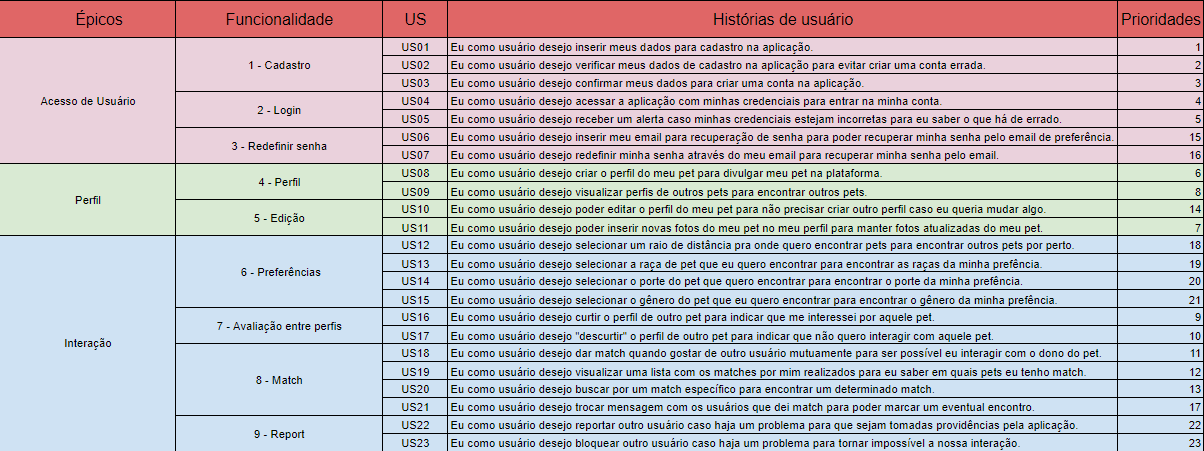 Épicos Funcionalidade US Histórias de usuário Prioridades
Acesso de Usuário
1 - Cadastro
US01 Eu como usuário desejo inserir meus dados para cadastro na aplicação. 1
US02 Eu como usuário desejo verificar meus dados de cadastro na aplicação para evitar criar uma conta errada. 2
US03 Eu como usuário desejo confirmar meus dados para criar uma conta na aplicação. 3
2 - Login
US04 Eu como usuário desejo acessar a aplicação com minhas credenciais para entrar na minha conta. 4
US05 Eu como usuário desejo receber um alerta caso minhas credenciais estejam incorretas para eu saber o que há de errado. 5
3 - Redefinir senha
US06 Eu como usuário desejo inserir meu email para recuperação de senha para poder recuperar minha senha pelo email de preferência. 15
US07 Eu como usuário desejo redefinir minha senha através do meu email para recuperar minha senha pelo email. 16
Perfil
4 - Perfil
US08 Eu como usuário desejo criar o perfil do meu pet para divulgar meu pet na plataforma. 6
US09 Eu como usuário desejo visualizar perfis de outros pets para encontrar outros pets. 8
5 - Edição
US10 Eu como usuário desejo poder editar o perfil do meu pet para não precisar criar outro perfil caso eu queria mudar algo. 14
US11 Eu como usuário desejo poder inserir novas fotos do meu pet no meu perfil para manter fotos atualizadas do meu pet. 7
Interação
6 - Preferências
US12 Eu como usuário desejo selecionar um raio de distância pra onde quero encontrar pets para encontrar outros pets por perto. 18
US13 Eu como usuário desejo selecionar a raça de pet que eu quero encontrar para encontrar as raças da minha prefência. 19
US14 Eu como usuário desejo selecionar o porte do pet que quero encontrar para encontrar o porte da minha prefência. 20
US15 Eu como usuário desejo selecionar o gênero do pet que eu quero encontrar para encontrar o gênero da minha prefência. 21
7 - Avaliação entre perfis
US16 Eu como usuário desejo curtir o perfil de outro pet para indicar que me interessei por aquele pet. 9
US17 Eu como usuário desejo "descurtir" o perfil de outro pet para indicar que não quero interagir com aquele pet. 10
8 - Match
US18 Eu como usuário desejo dar match quando gostar de outro usuário mutuamente para ser possível eu interagir com o dono do pet. 11
US19 Eu como usuário desejo visualizar uma lista com os matches por mim realizados para eu saber em quais pets eu tenho match. 12
US20 Eu como usuário desejo buscar por um match específico para encontrar um determinado match. 13
US21 Eu como usuário desejo trocar mensagem com os usuários que dei match para poder marcar um eventual encontro. 17
9 - Report
US22 Eu como usuário desejo reportar outro usuário caso haja um problema para que sejam tomadas providências pela aplicação. 22
US23 Eu como usuário desejo bloquear outro usuário caso haja um problema para tornar impossível a nossa interação. 23